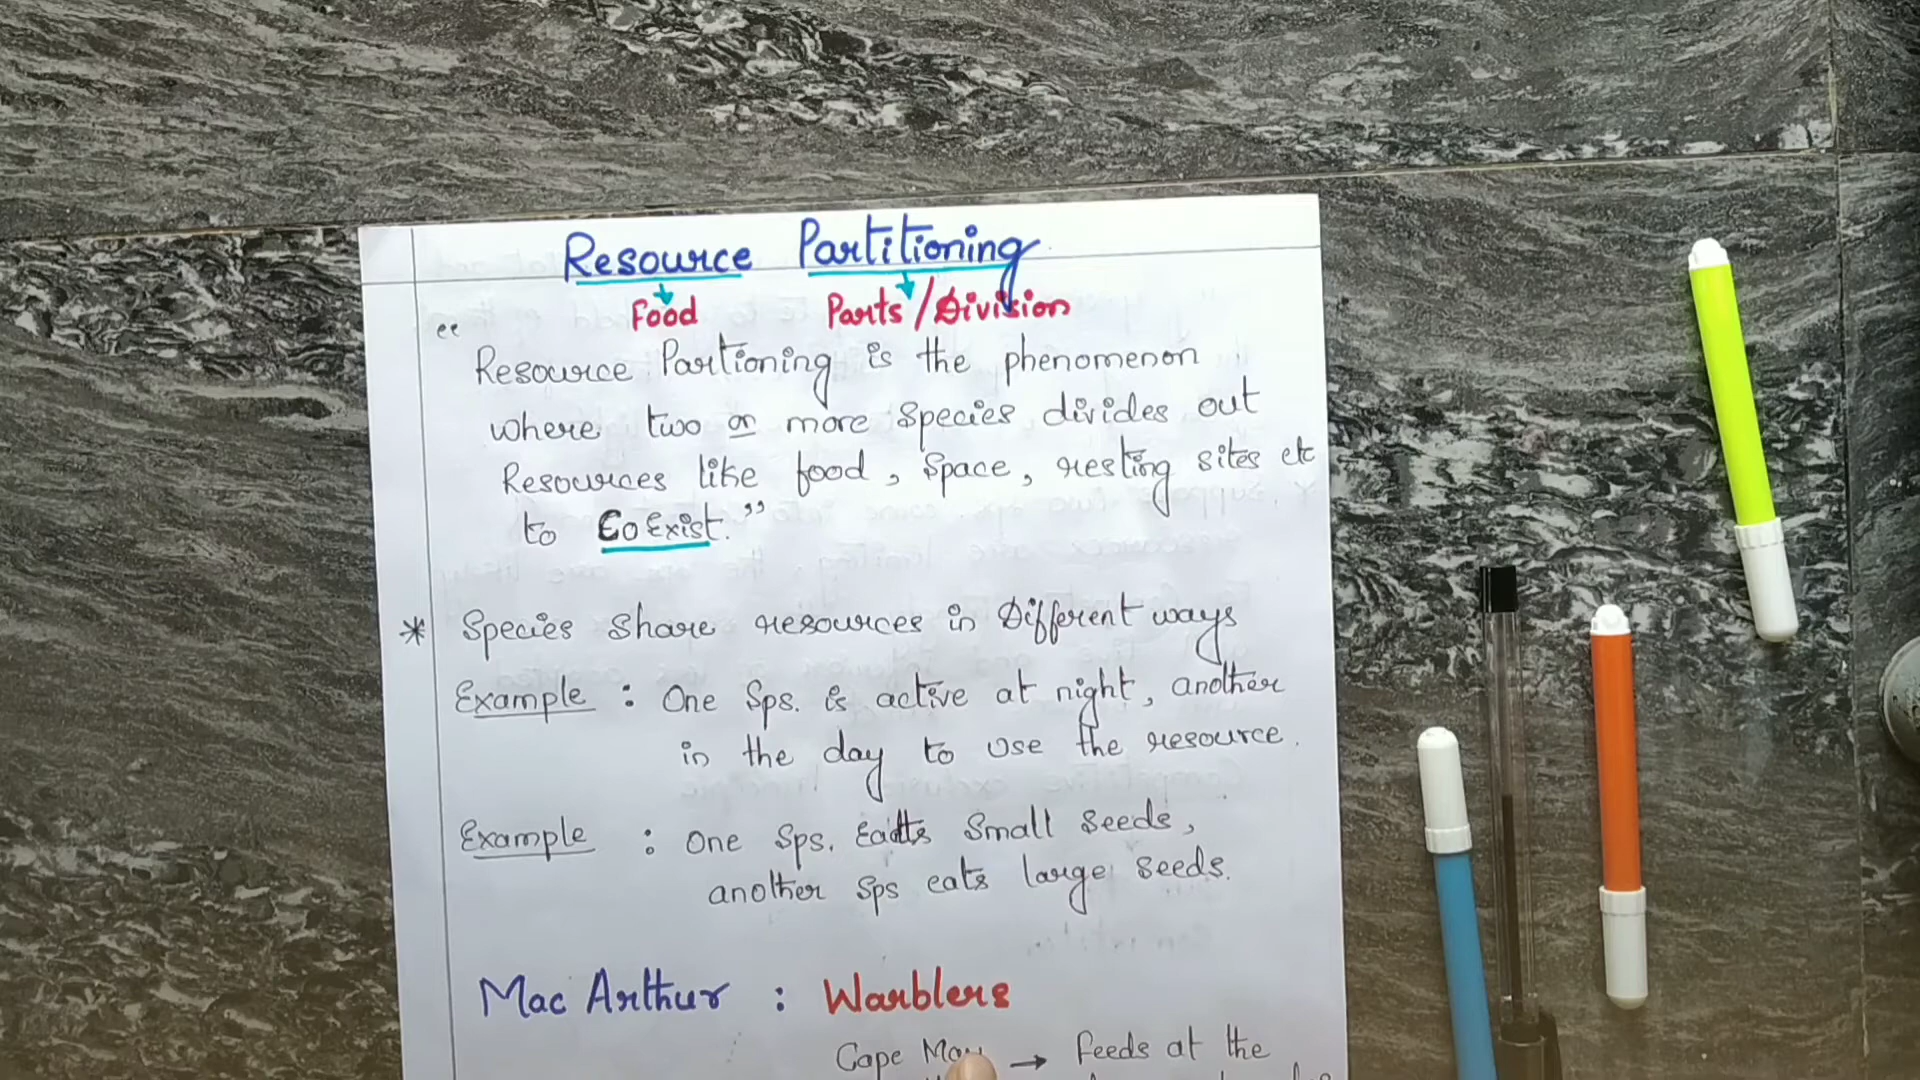 Resource Partitioning
Food Parts/Division
“Resource Partioning is the phenomenon
where two or more species divides out
Resources like food, Space, resting sites etc
to CoExist.”
* Species Share resources in Different ways
Example : One Sps. is active at night, another
in the day to Use the resource.
Example : One Sps. Eatts Small Seeds,
another Sps eats large Seeds.
Mac Arthur : Warblers
Cape May → feeds at the